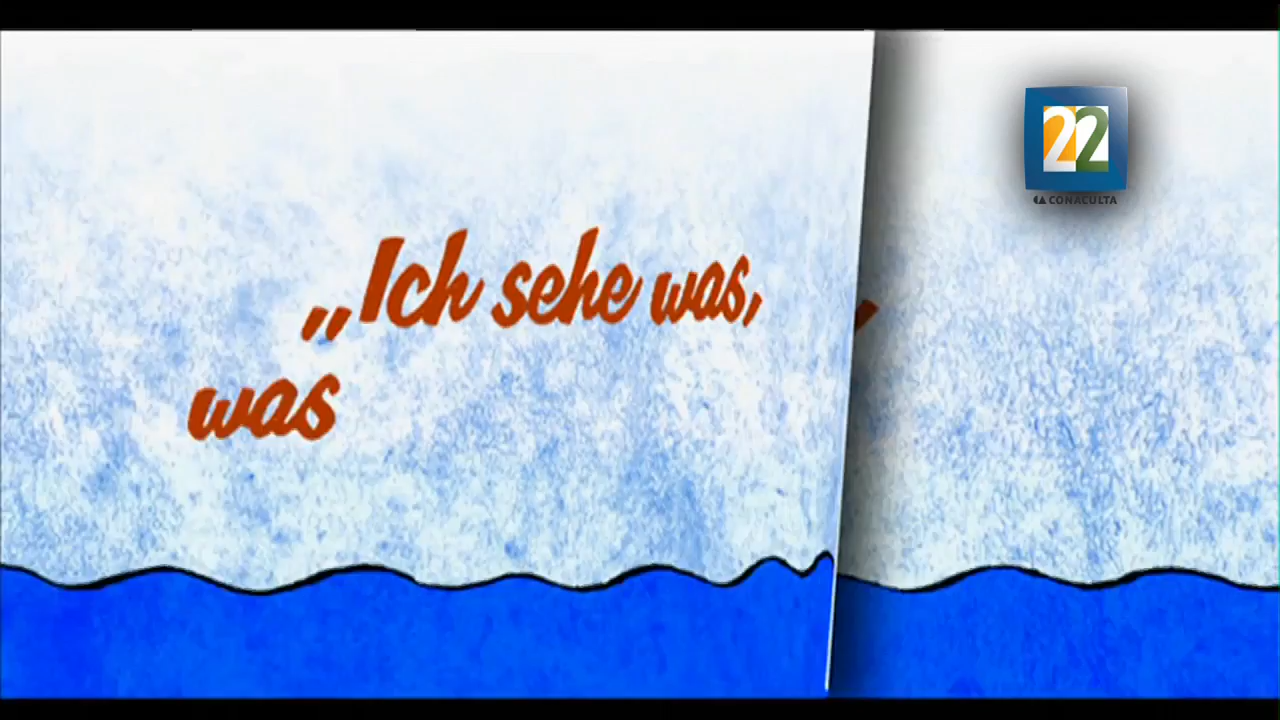 „Ich sehe was,
was
22
CONACULTA